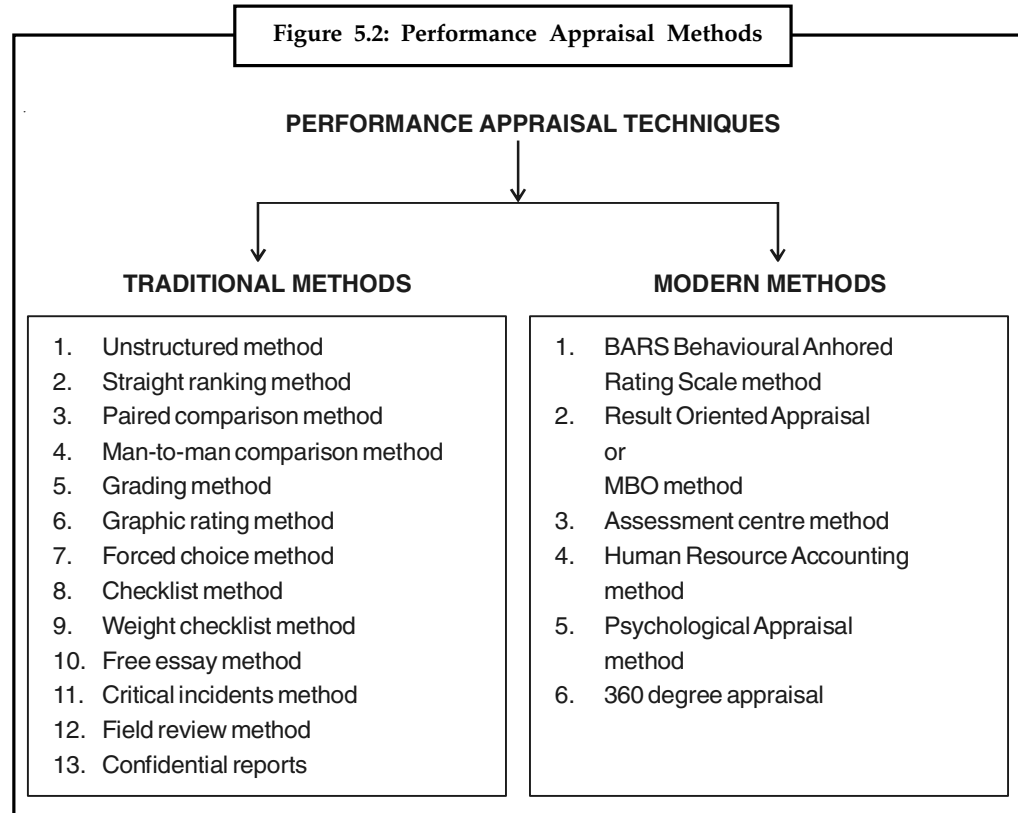 Figure 5.2: Performance Appraisal Methods
PERFORMANCE APPRAISAL TECHNIQUES
TRADITIONAL METHODS
1. Unstructured method
2. Straight ranking method
3. Paired comparison method
4. Man-to-man comparison method
5. Grading method
6. Graphic rating method
7. Forced choice method
8. Checklist method
9. Weight checklist method
10. Free essay method
11. Critical incidents method
12. Field review method
13. Confidential reports
MODERN METHODS
1. BARS Behavioural Anhored
Rating Scale method
2. Result Oriented Appraisal
or
MBO method
3. Assessment centre method
4. Human Resource Accounting
method
5. Psychological Appraisal
method
6. 360 degree appraisal